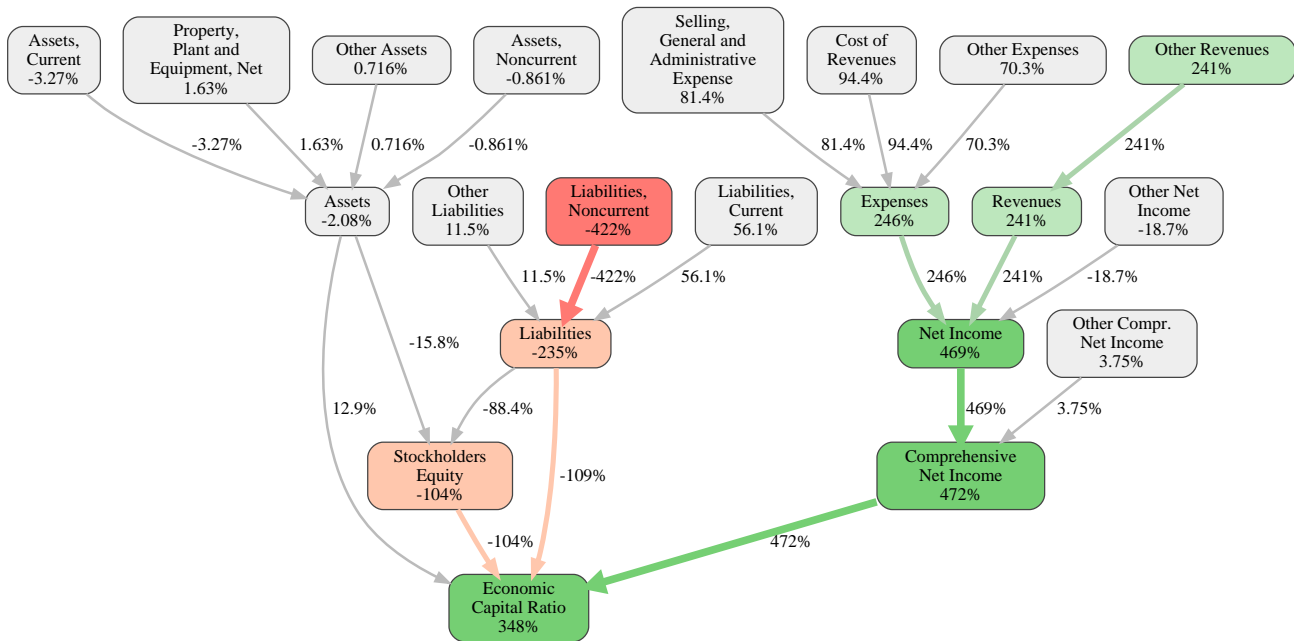 Assets,
Current
-3.27%
Property,
Plant and
Equipment, Net
1.63%
Other Assets
0.716%
Assets,
Noncurrent
-0.861%
Selling,
General and
Administrative
Expense
81.4%
Cost of
Revenues
94.4%
Other Expenses
70.3%
Other Revenues
241%
-3.27%
1.63%
0.716%
-0.861%
81.4%
94.4%
70.3%
241%
Assets
-2.08%
Other
Liabilities
11.5%
Liabilities,
Noncurrent
-422%
Liabilities,
Current
56.1%
Expenses
246%
Revenues
241%
Other Net
Income
-18.7%
11.5%
-422%
56.1%
246%
241%
-18.7%
Liabilities
-235%
Net Income
469%
Other Compr.
Net Income
3.75%
-15.8%
12.9%
-88.4%
469%
3.75%
Stockholders
Equity
-104%
-109%
Comprehensive
Net Income
472%
-104%
472%
Economic
Capital Ratio
348%